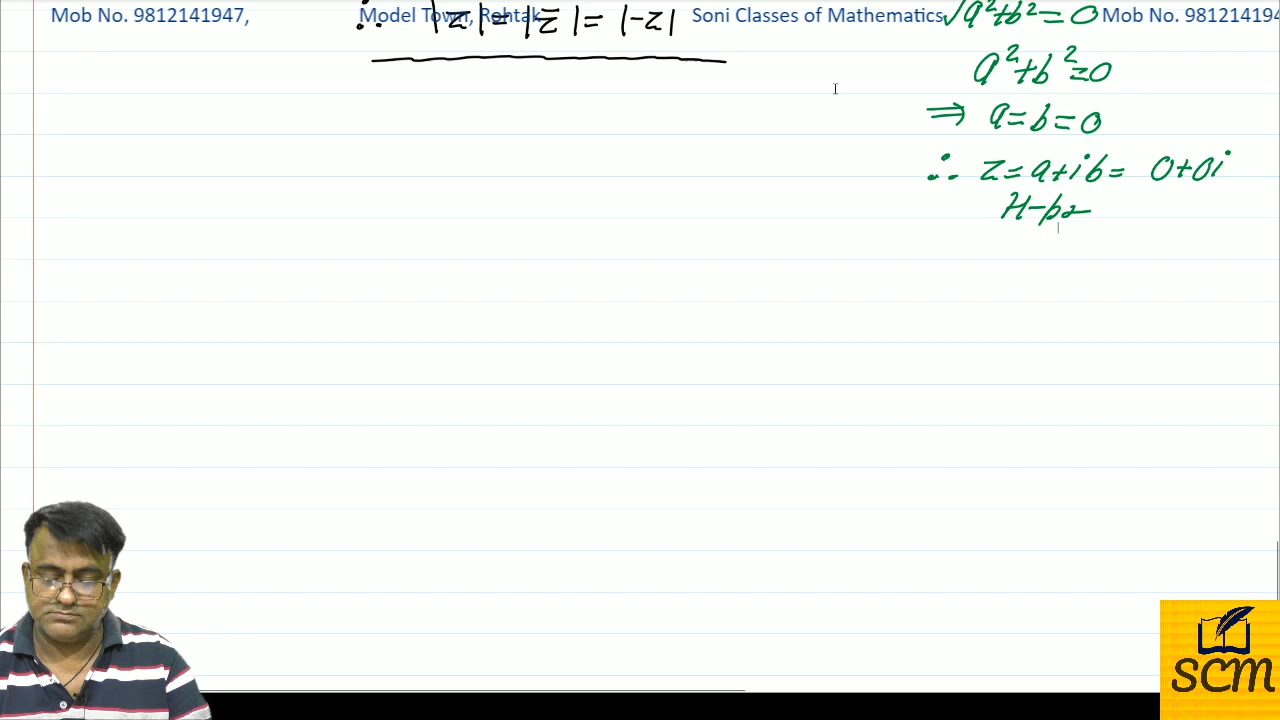 Mob No. 9812141947, Model Town, Rohtak Soni Classes of Mathematics Mob No. 981214194
∴ |z| = |z̅| = |-z|
√a²+b² = 0
a²+b²=0
⇒ a=b=0
∴ z=a+ib= 0+0i
SCM